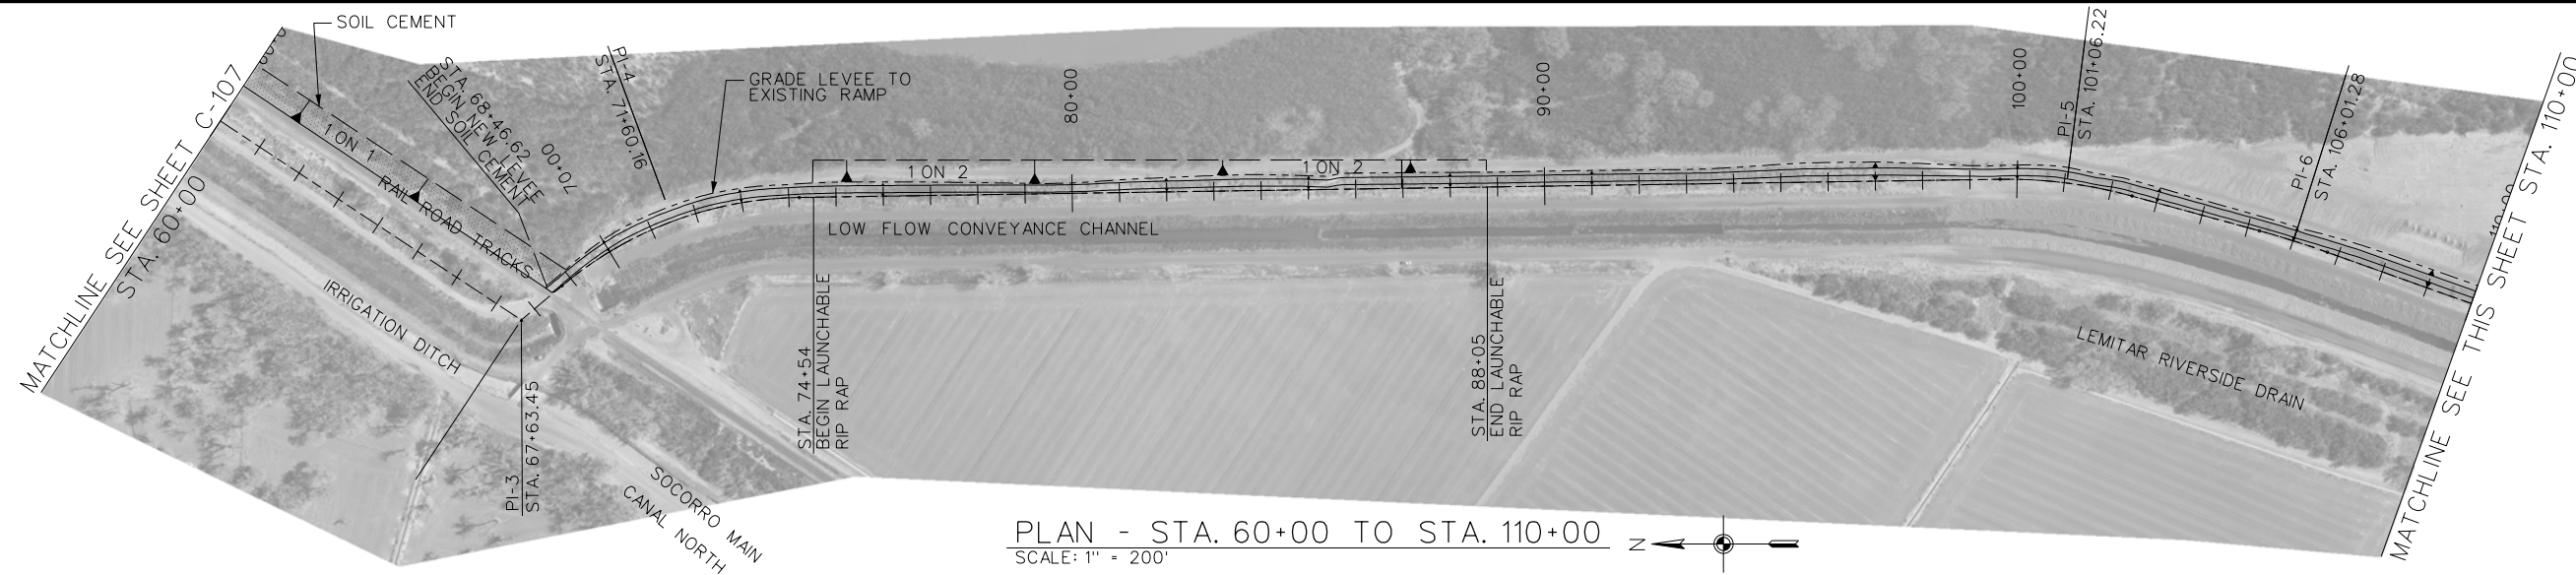 SOIL CEMENT
MATCHLINE SEE SHEET C-107
STA. 60+00
1 ON 1
RAIL ROAD TRACKS
IRRIGATION DITCH
STA. 68+46.62
BEGIN NEW LEVEE
END SOIL CEMENT
70+00
PI-4
STA. 71+60.16
GRADE LEVEE TO
EXISTING RAMP
80+00
90+00
100+00
PI-5
STA. 101+06.22
PI-6
STA. 106+01.28
110+00
1 ON 2
1 ON 2
LOW FLOW CONVEYANCE CHANNEL
STA. 74+54
BEGIN LAUNCHABLE
RIP RAP
STA. 88+05
END LAUNCHABLE
RIP RAP
PI-3
STA. 67+63.45
SOCORRO MAIN
CANAL NORTH
LEMITAR RIVERSIDE DRAIN
MATCHLINE SEE THIS SHEET STA. 110+00
PLAN - STA. 60+00 TO STA. 110+00
SCALE: 1" = 200'
N